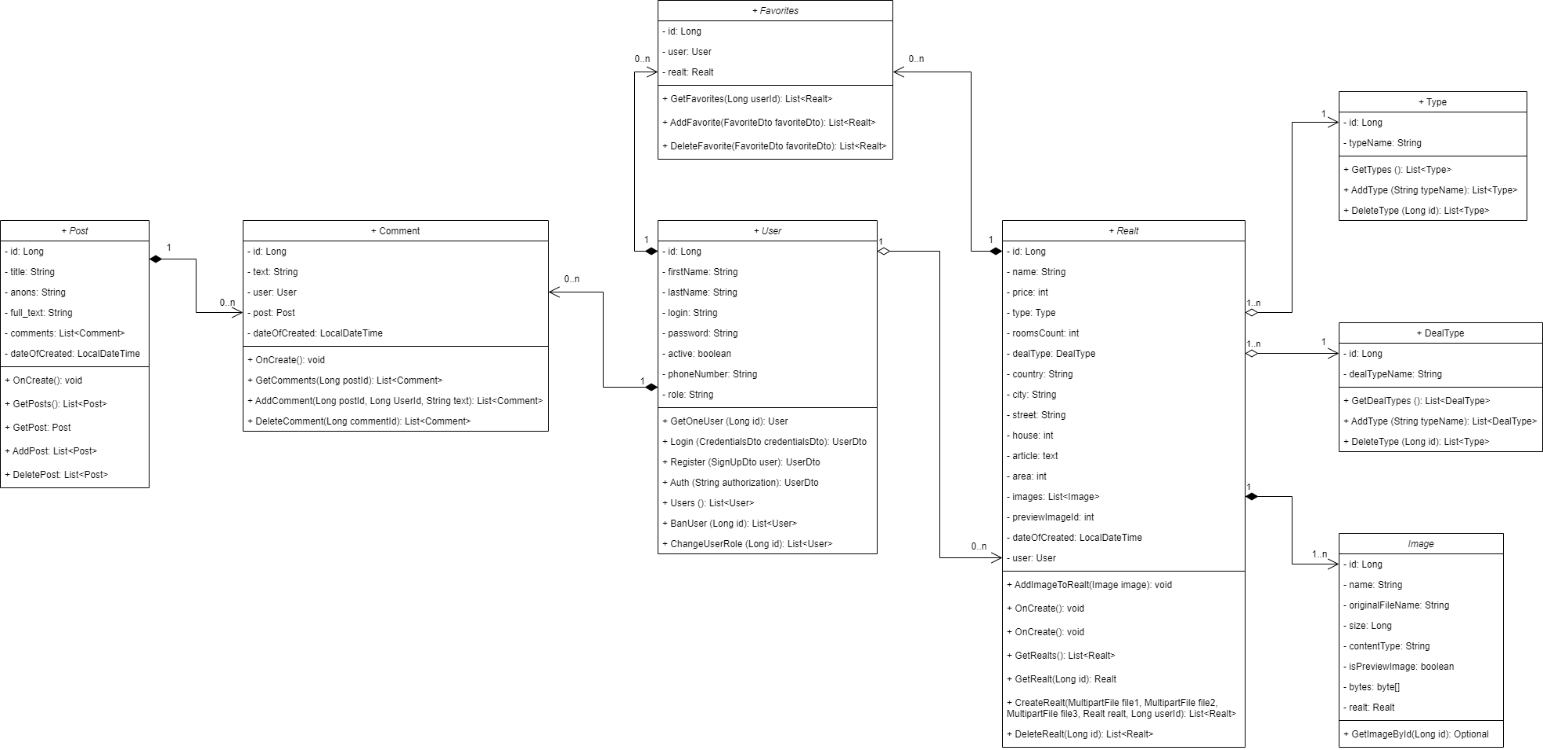 + Favorites
- id: Long
- user: User
- realt: Realt
+ GetFavorites(Long userId): List<Realt>
+ AddFavorite(FavoriteDto favoriteDto): List<Realt>
+ DeleteFavorite(FavoriteDto favoriteDto): List<Realt>
0..n
0..n
+ Type
- id: Long
- typeName: String
+ GetTypes (): List<Type>
+ AddType (String typeName): List<Type>
+ DeleteType (Long id): List<Type>
1
+ Post
- id: Long
- title: String
- anons: String
- full_text: String
- comments: List<Comment>
- dateOfCreated: LocalDateTime
+ OnCreate(): void
+ GetPosts(): List<Post>
+ GetPost: Post
+ AddPost: List<Post>
+ DeletePost: List<Post>
1
0..n
+ Comment
- id: Long
- text: String
- user: User
- post: Post
- dateOfCreated: LocalDateTime
+ OnCreate(): void
+ GetComments(Long postId): List<Comment>
+ AddComment(Long postId, Long UserId, String text): List<Comment>
+ DeleteComment(Long commentId): List<Comment>
0..n
1
1
+ User
- id: Long
- firstName: String
- lastName: String
- login: String
- password: String
- active: boolean
- phoneNumber: String
- role: String
+ GetOneUser (Long id): User
+ Login (CredentialsDto credentialsDto): UserDto
+ Register (SignUpDto user): UserDto
+ Auth (String authorization): UserDto
+ Users (): List<User>
+ BanUser (Long id): List<User>
+ ChangeUserRole (Long id): List<User>
1
0..n
1
+ Realt
- id: Long
- name: String
- price: int
- type: Type
- roomsCount: int
- dealType: DealType
- country: String
- city: String
- street: String
- house: int
- article: text
- area: int
- images: List<Image>
- previewImageId: int
- dateOfCreated: LocalDateTime
- user: User
+ AddImageToRealt(Image image): void
+ OnCreate(): void
+ OnCreate(): void
+ GetRealts(): List<Realt>
+ GetRealt(Long id): Realt
+ CreateRealt(MultipartFile file1, MultipartFile file2,
MultipartFile file3, Realt realt, Long userId): List<Realt>
+ DeleteRealt(Long id): List<Realt>
1..n
1..n
1
1
+ DealType
- id: Long
- dealTypeName: String
+ GetDealTypes (): List<DealType>
+ AddType (String typeName): List<DealType>
+ DeleteType (Long id): List<Type>
1..n
Image
- id: Long
- name: String
- originalFileName: String
- size: Long
- contentType: String
- isPreviewImage: boolean
- bytes: byte[]
- realt: Realt
+ GetImageById(Long id): Optional